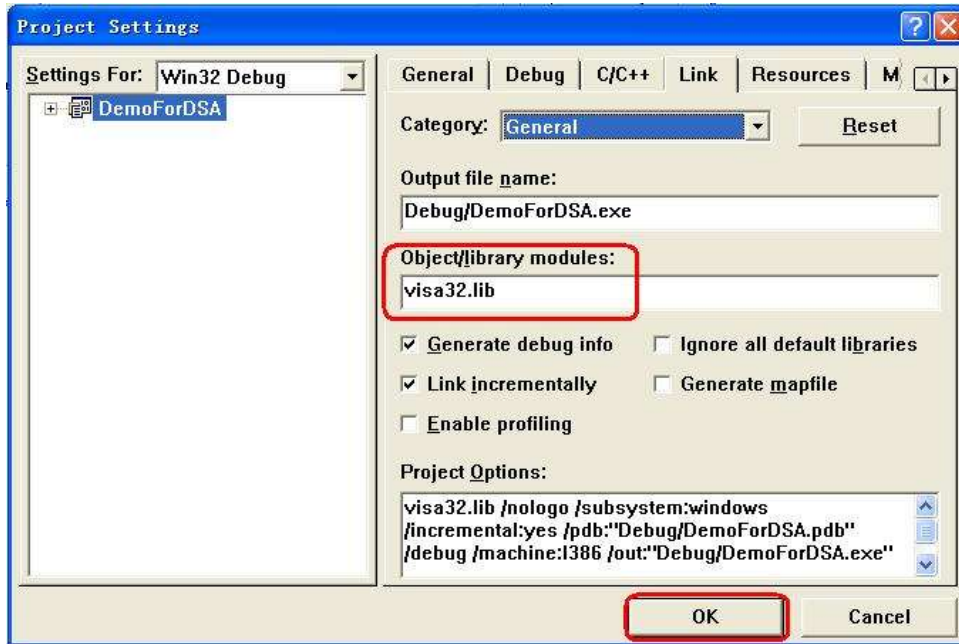 Project Settings
Settings For: Win32 Debug
DemoForDSA
General Debug C/C++ Link Resources M
Category: General Reset
Output file name:
Debug/DemoForDSA.exe
Object/library modules:
visa32.lib
Generate debug info Ignore all default libraries
Link incrementally Generate mapfile
Enable profiling
Project Options:
visa32.lib /nologo /subsystem:windows
/incremental:yes /pdb:"Debug/DemoForDSA.pdb"
/debug /machine:I386 /out:"Debug/DemoForDSA.exe"
OK Cancel